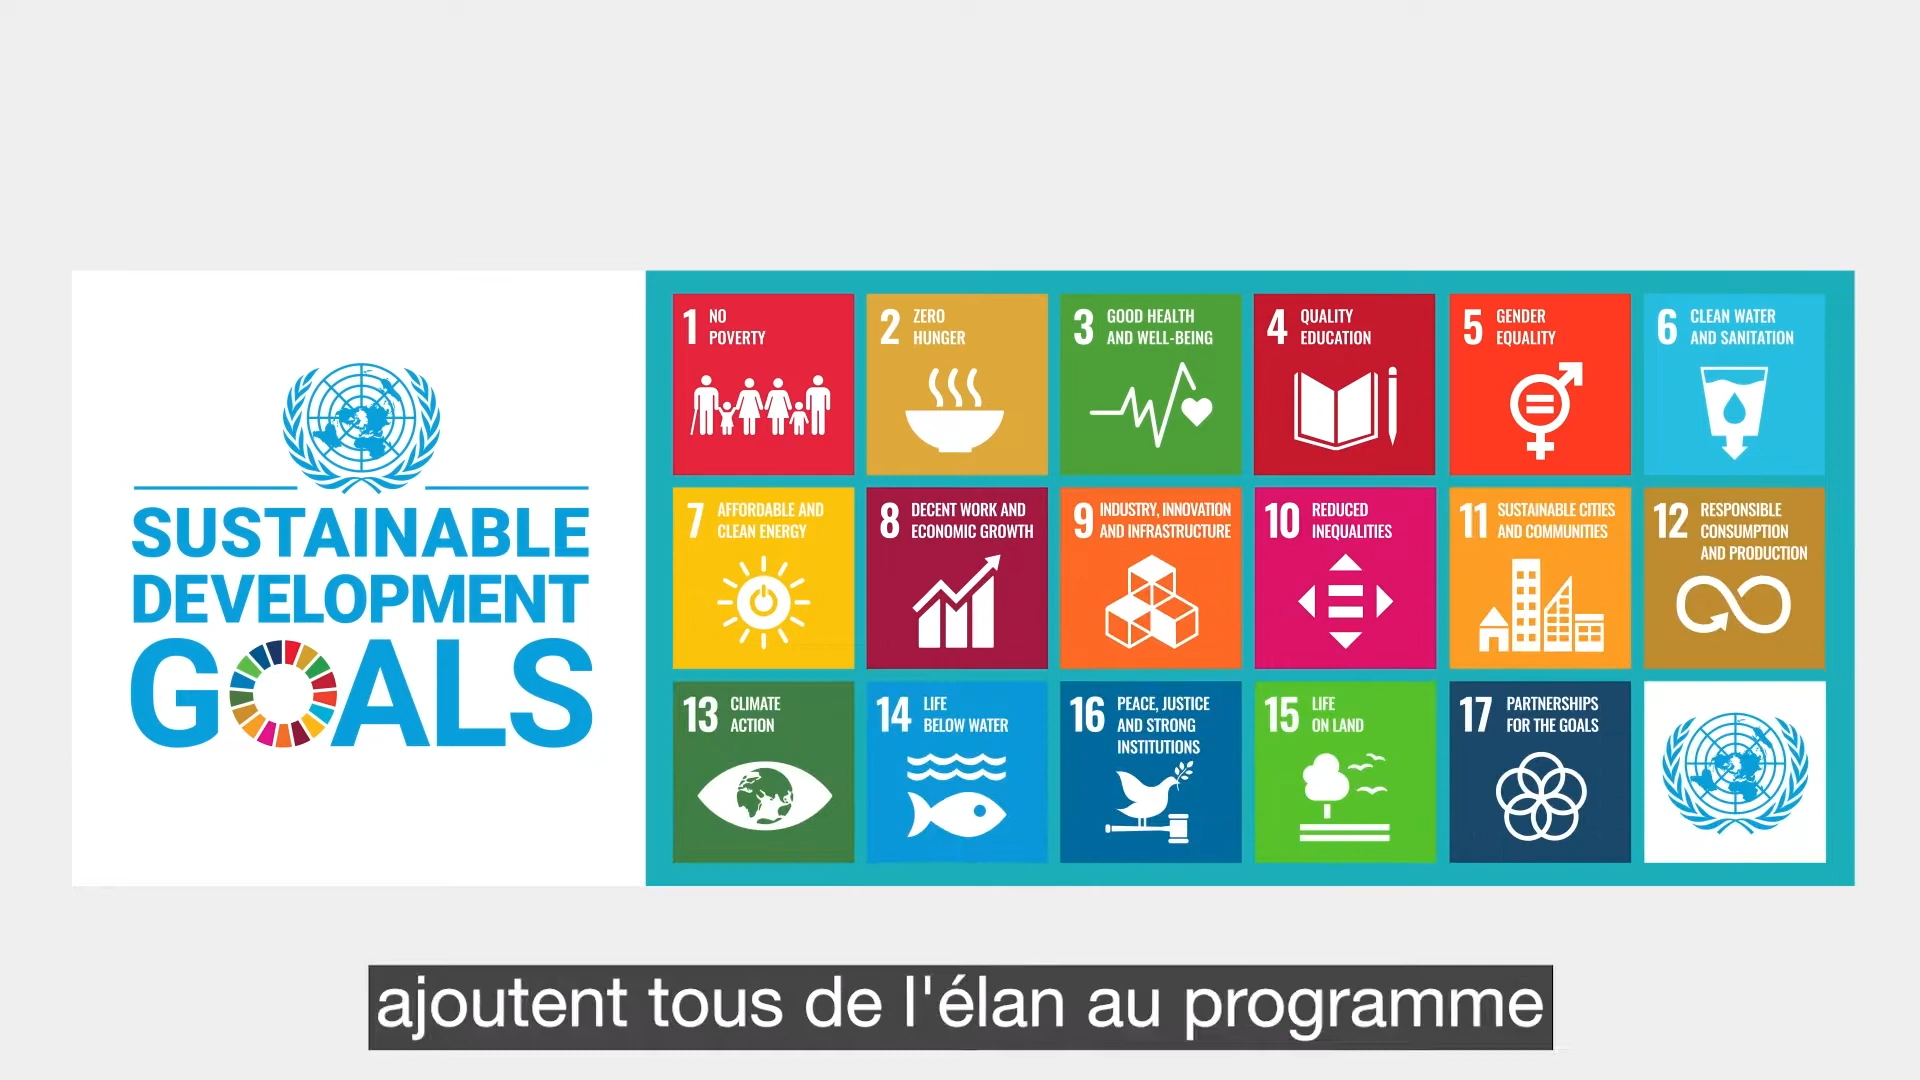 SUSTAINABLE
DEVELOPMENT
GOALS
1 NO
POVERTY
2 ZERO
HUNGER
3 GOOD HEALTH
AND WELL-BEING
4 QUALITY
EDUCATION
5 GENDER
EQUALITY
6 CLEAN WATER
AND SANITATION
7 AFFORDABLE AND
CLEAN ENERGY
8 DECENT WORK AND
ECONOMIC GROWTH
9 INDUSTRY, INNOVATION
AND INFRASTRUCTURE
10 REDUCED
INEQUALITIES
11 SUSTAINABLE CITIES
AND COMMUNITIES
12 RESPONSIBLE
CONSUMPTION
AND PRODUCTION
13 CLIMATE
ACTION
14 LIFE
BELOW WATER
16 PEACE, JUSTICE
AND STRONG
INSTITUTIONS
15 LIFE
ON LAND
17 PARTNERSHIPS
FOR THE GOALS
ajoutent tous de l'élan au programme